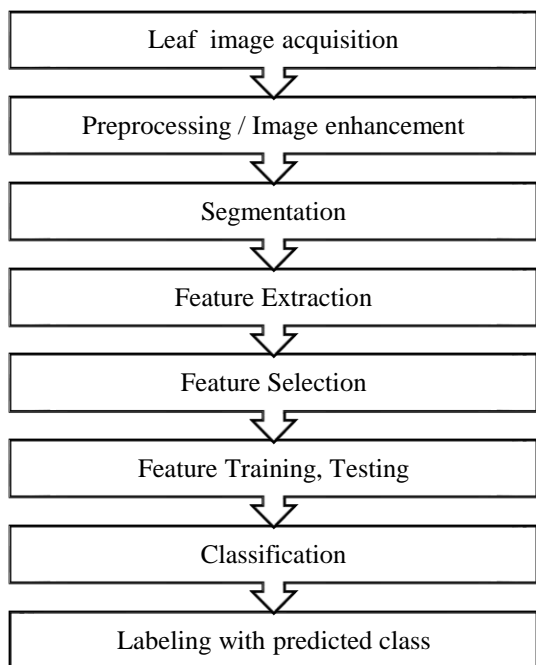 Leaf image acquisition
Preprocessing / Image enhancement
Segmentation
Feature Extraction
Feature Selection
Feature Training, Testing
Classification
Labeling with predicted class